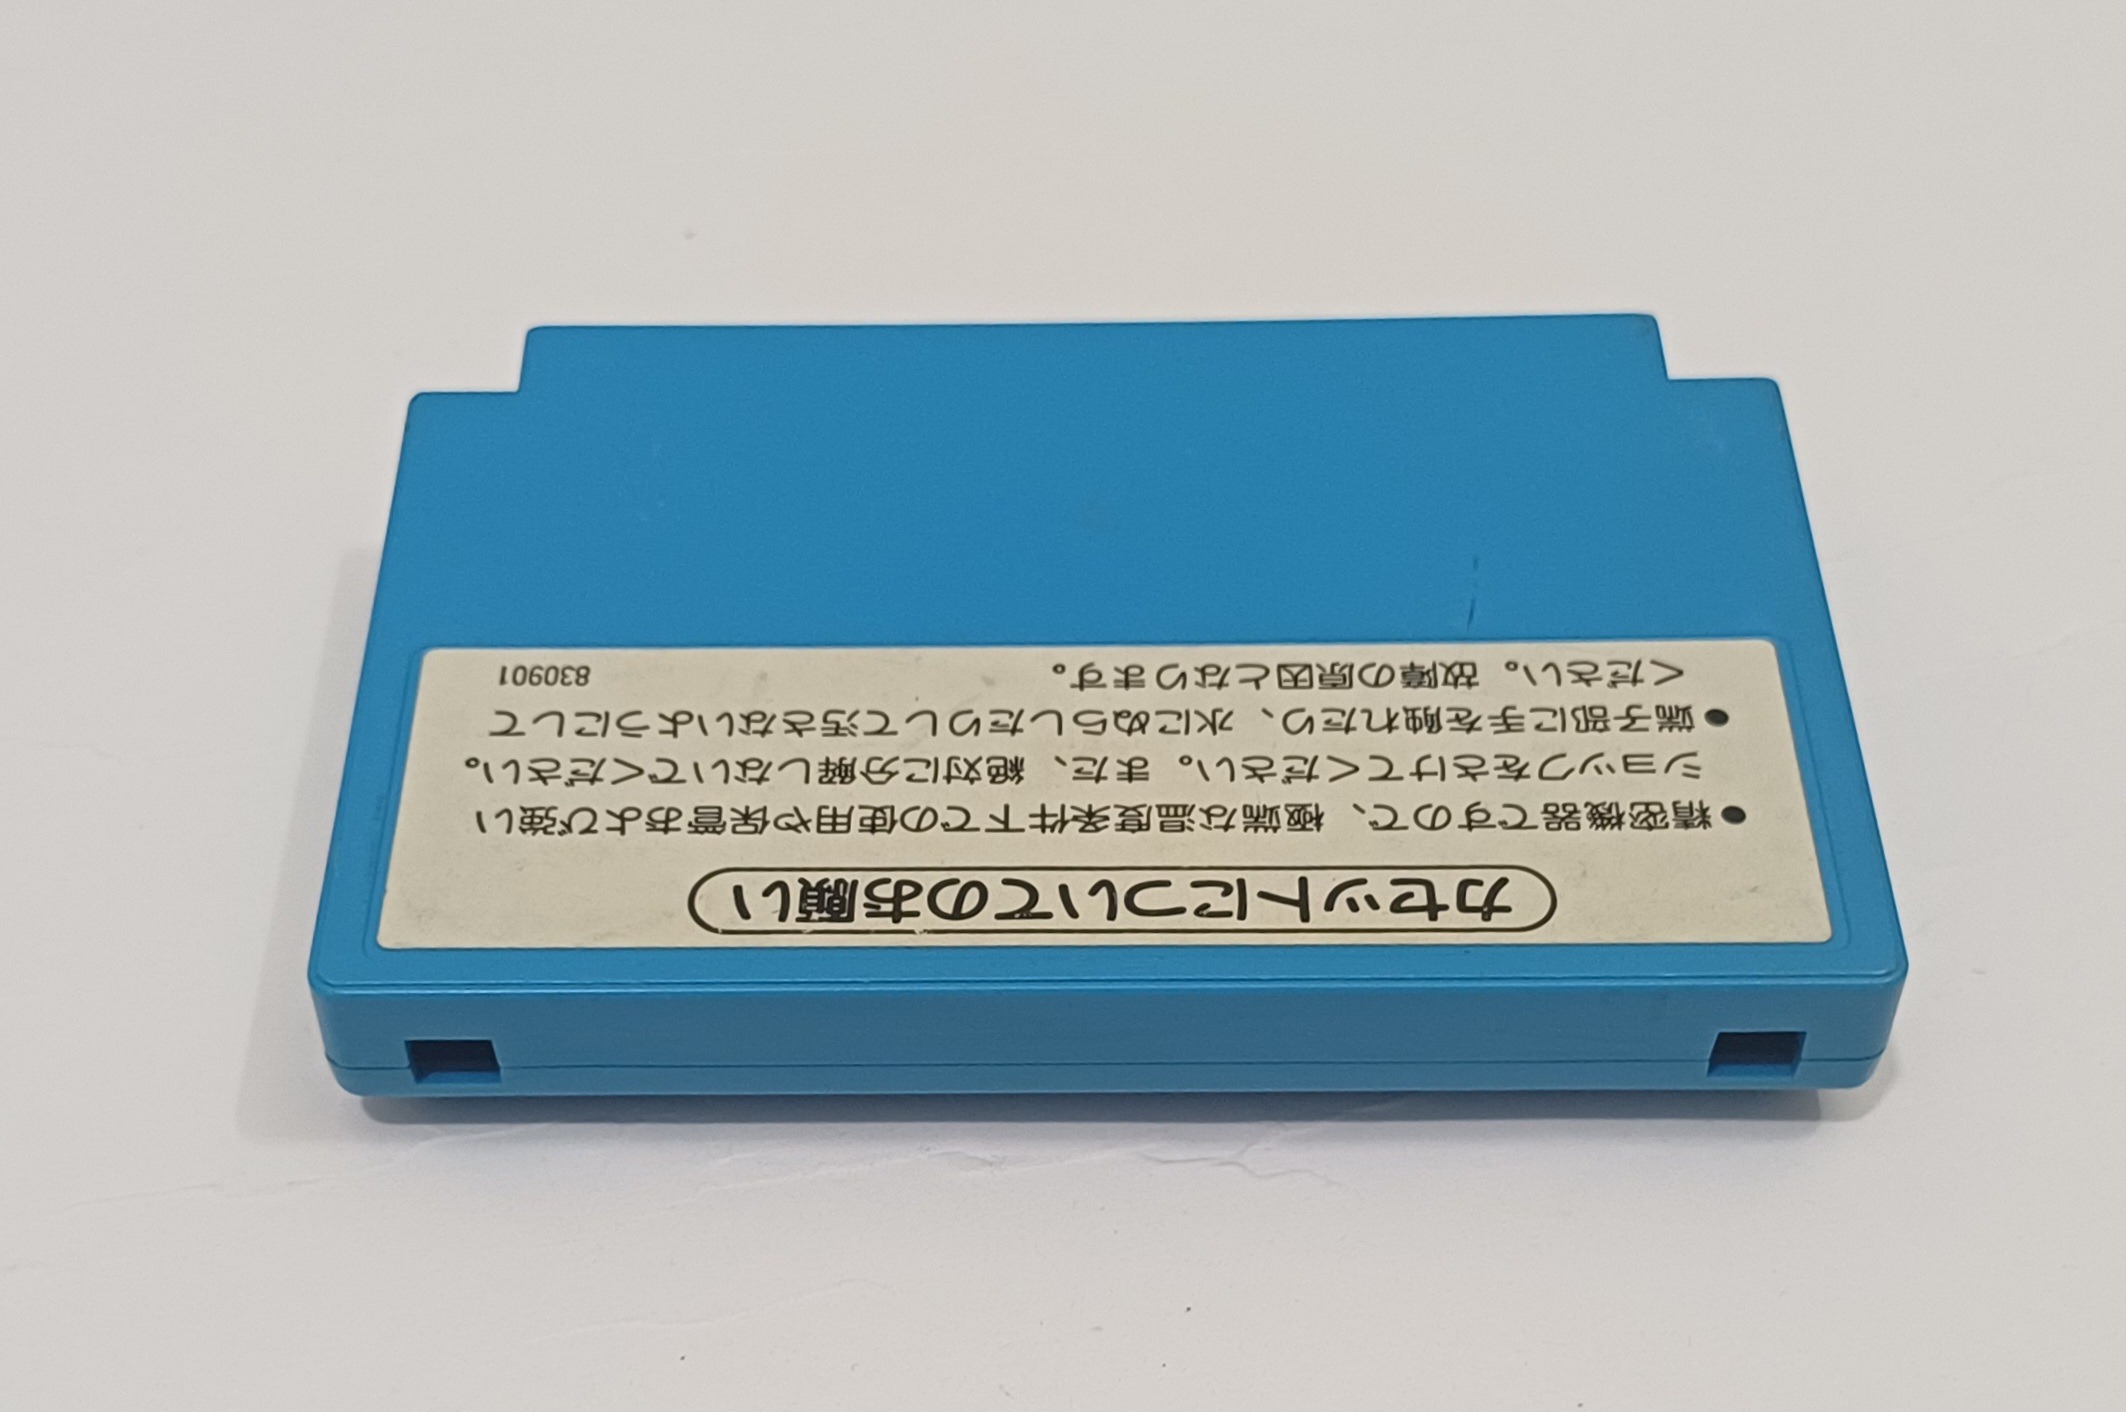 カセットについてのお願い
●精密機器ですので、極端な温度条件下での使用や保管および強い
ショックをさけてください。また、絶対に分解しないでください。
●端子部に手を触れたり、水にぬらしたりして汚さないようにして
ください。故障の原因となります。 830901